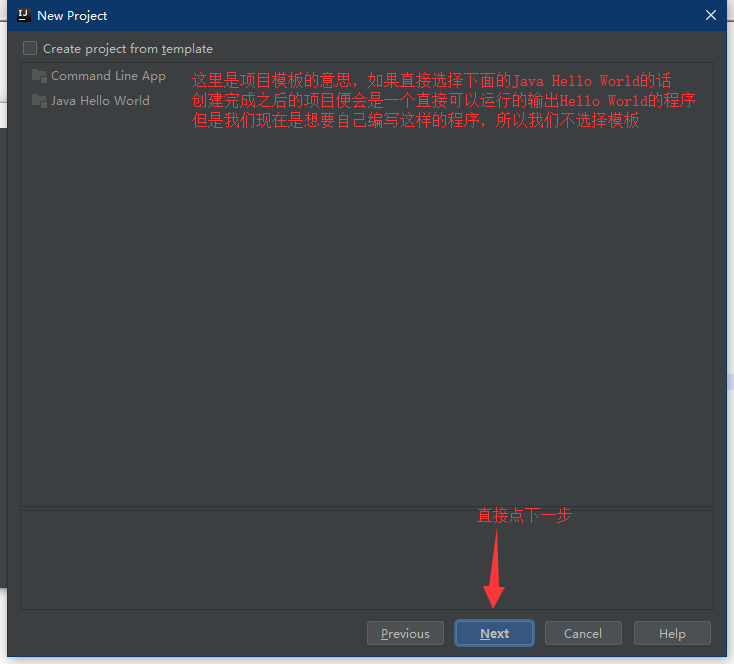 IJ New Project
Create project from template
Command Line App
Java Hello World
这里是项目模板的意思，如果直接选择下面的Java Hello World的话
创建完成之后的项目便会是一个直接可以运行的输出Hello World的程序
但是我们现在是想要自己编写这样的程序，所以我们不选择模板
直接点下一步
Previous Next Cancel Help